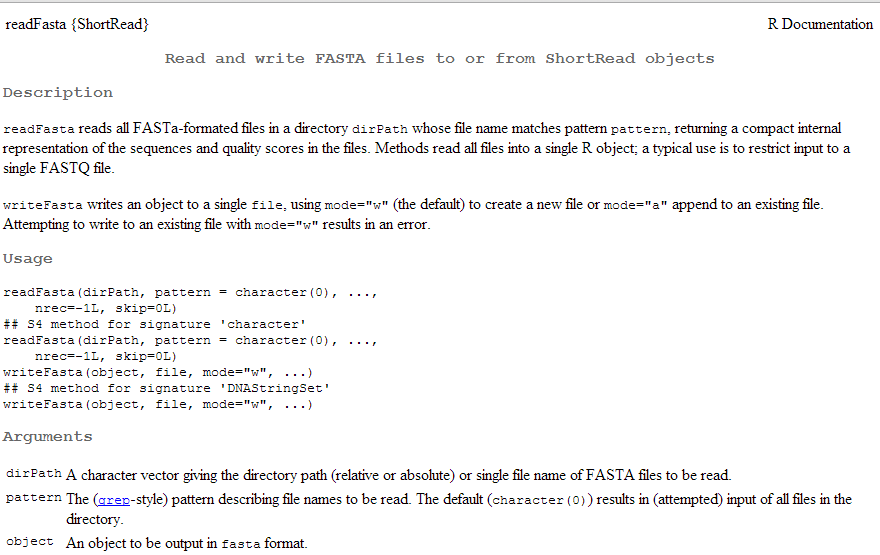 readFasta {ShortRead} R Documentation
Read and write FASTA files to or from ShortRead objects
Description
readFasta reads all FASTa-formated files in a directory dirPath whose file name matches pattern pattern, returning a compact internal
representation of the sequences and quality scores in the files. Methods read all files into a single R object; a typical use is to restrict input to a
single FASTQ file.
writeFasta writes an object to a single file, using mode="w" (the default) to create a new file or mode="a" append to an existing file.
Attempting to write to an existing file with mode="w" results in an error.
Usage
readFasta(dirPath, pattern = character(0), ...,
    nrec=-1L, skip=0L)
## S4 method for signature 'character'
readFasta(dirPath, pattern = character(0), ...,
    nrec=-1L, skip=0L)
writeFasta(object, file, mode="w", ...)
## S4 method for signature 'DNAStringSet'
writeFasta(object, file, mode="w", ...)
Arguments
dirPath A character vector giving the directory path (relative or absolute) or single file name of FASTA files to be read.
pattern The (grep-style) pattern describing file names to be read. The default (character(0)) results in (attempted) input of all files in the
directory.
object An object to be output in fasta format.